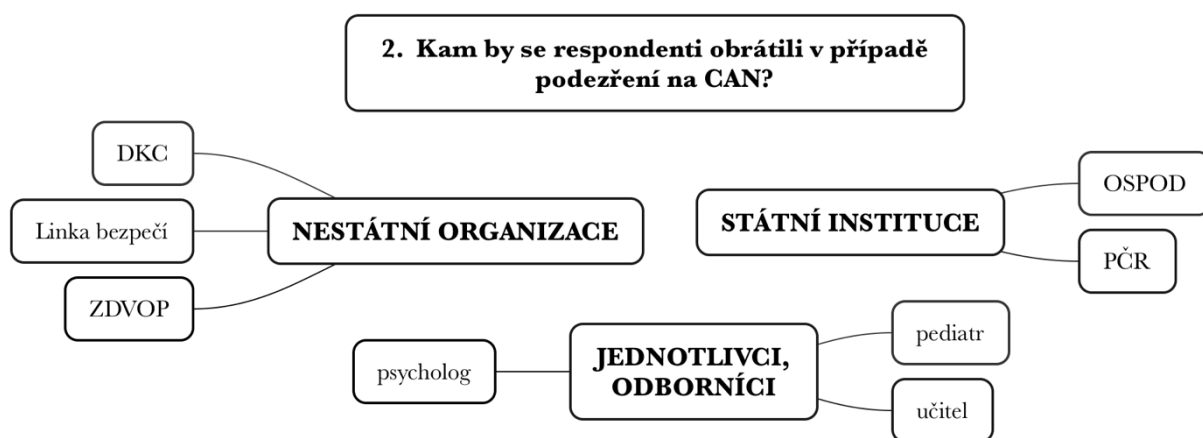 2. Kam by se respondenti obrátili v případě
podezření na CAN?
DKC
Linka bezpečí
ZDVOP
NESTÁTNÍ ORGANIZACE
STÁTNÍ INSTITUCE
OSPOD
PČR
psycholog
JEDNOTLIVCI,
ODBORNÍCI
pediatr
učitel